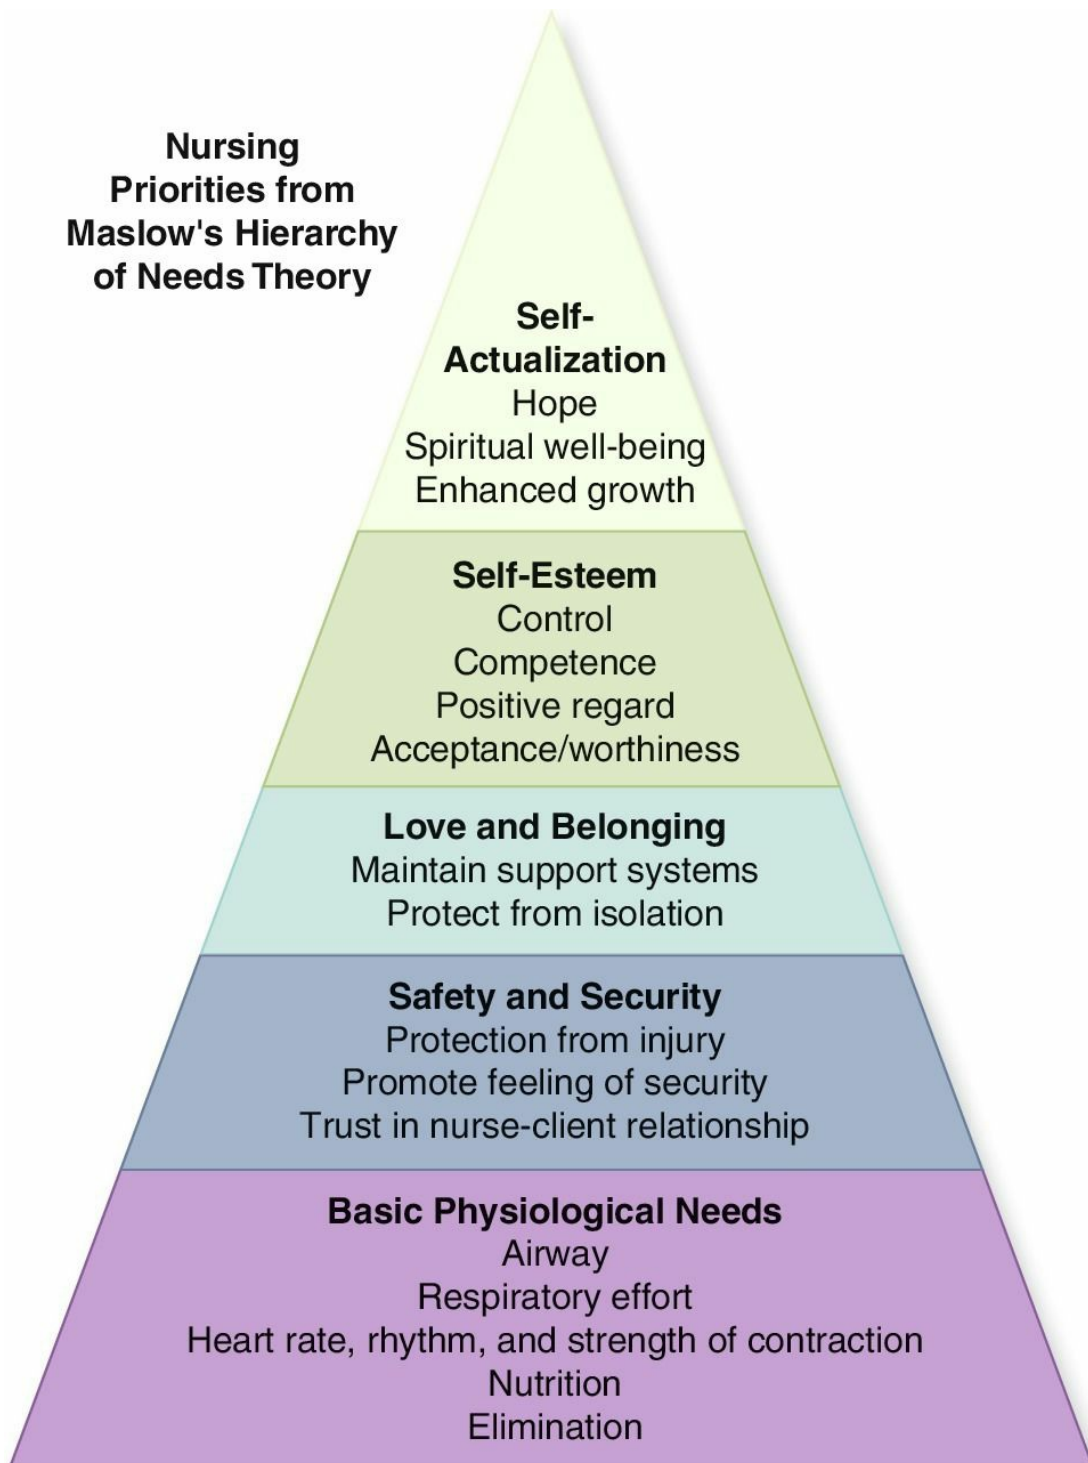 Nursing
Priorities from
Maslow's Hierarchy
of Needs Theory
Self-
Actualization
Hope
Spiritual well-being
Enhanced growth
Self-Esteem
Control
Competence
Positive regard
Acceptance/worthiness
Love and Belonging
Maintain support systems
Protect from isolation
Safety and Security
Protection from injury
Promote feeling of security
Trust in nurse-client relationship
Basic Physiological Needs
Airway
Respiratory effort
Heart rate, rhythm, and strength of contraction
Nutrition
Elimination